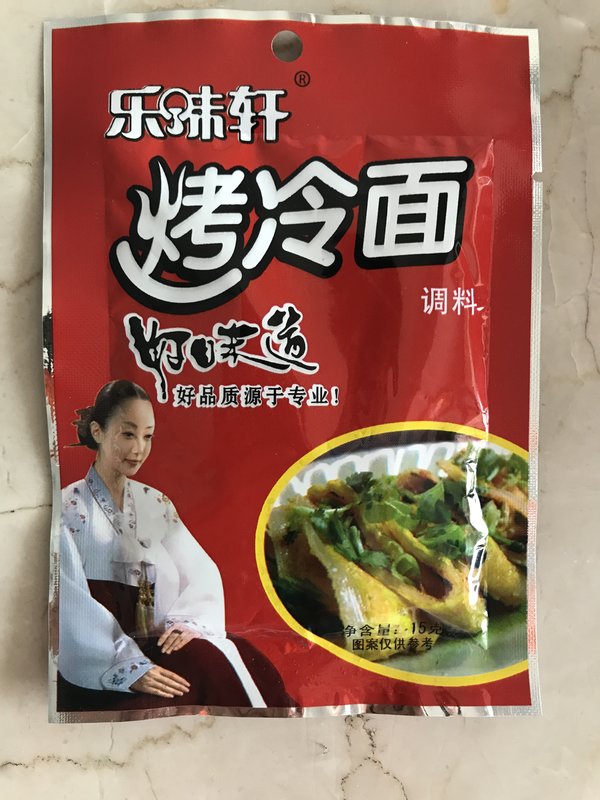 乐味轩®
烤冷面
调料
好味道
好品质源于专业!
净含量:15克
图案仅供参考